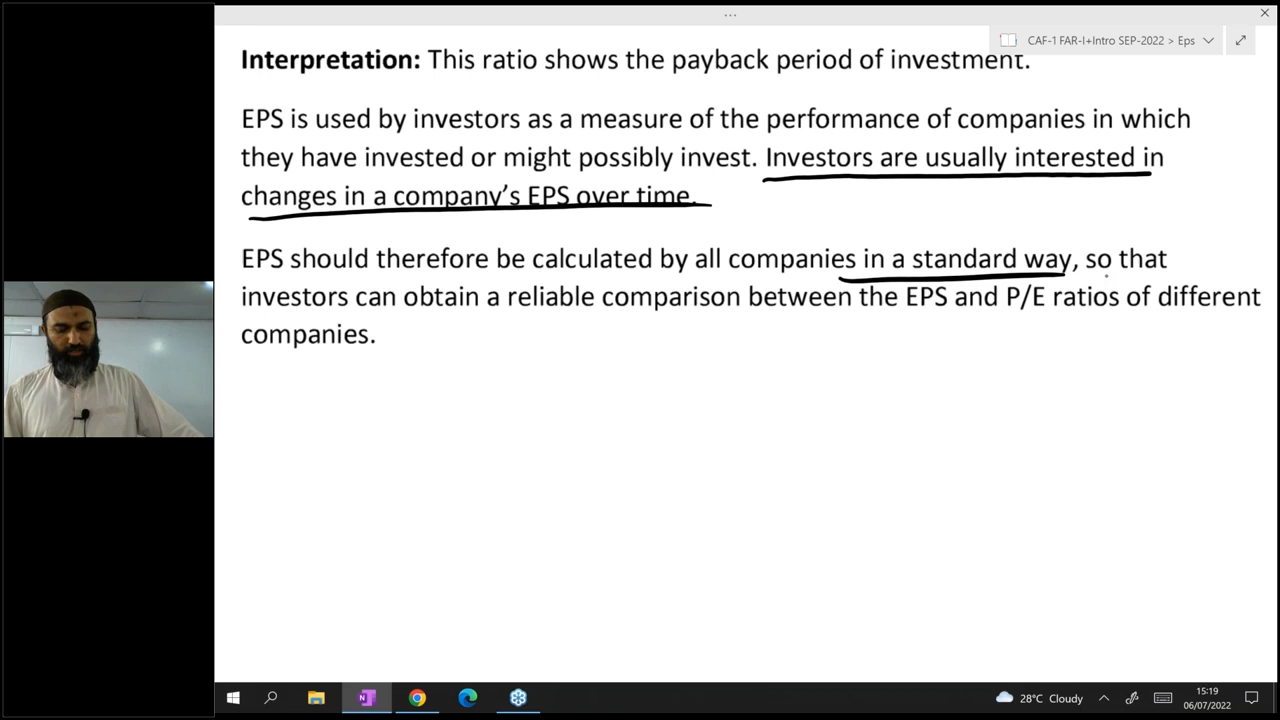 CAF-1 FAR-I+Intro SEP-2022 > Eps
Interpretation: This ratio shows the payback period of investment.
EPS is used by investors as a measure of the performance of companies in which
they have invested or might possibly invest. Investors are usually interested in
changes in a company's EPS over time.
EPS should therefore be calculated by all companies in a standard way, so that
investors can obtain a reliable comparison between the EPS and P/E ratios of different
companies.
28°C Cloudy
15:19
06/07/2022